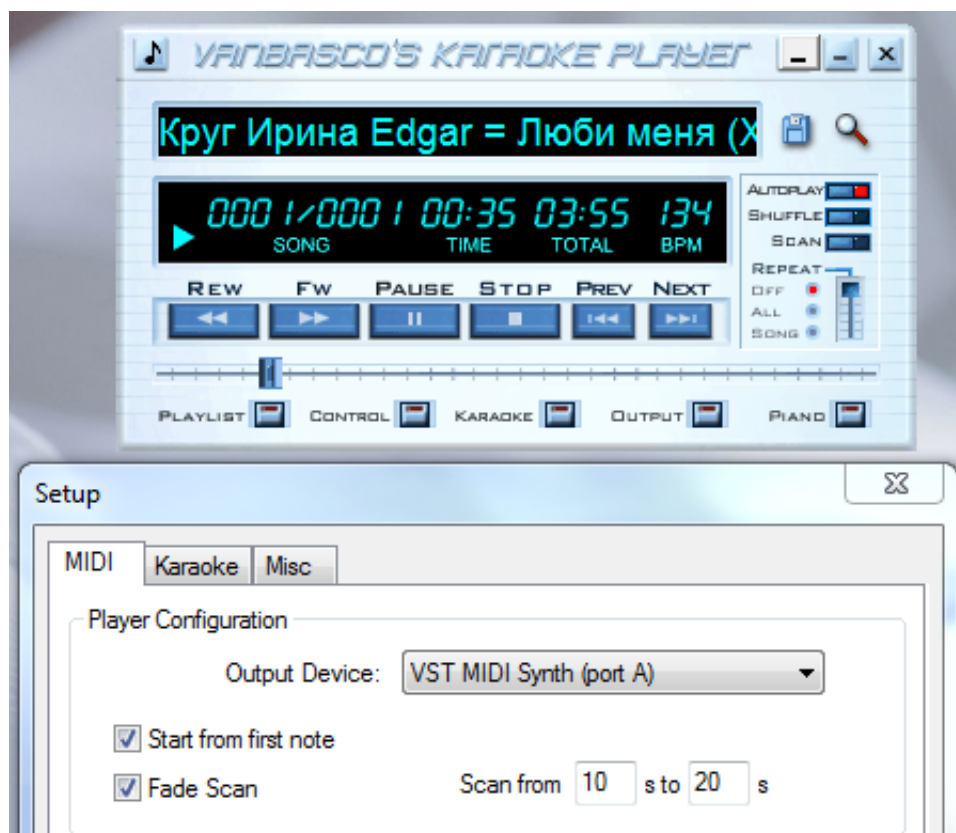 VANBASCO'S KARAOKE PLAYER
Круг Ирина Edgar = Люби меня (X
0001/0001 00:35 03:55 134
SONG TIME TOTAL BPM
AUTOPLAY
SHUFFLE
SCAN
REPEAT
OFF
ALL
SONG
REW FW PAUSE STOP PREV NEXT
PLAYLIST CONTROL KARAOKE OUTPUT PIANO
Setup
MIDI Karaoke Misc
Player Configuration
Output Device: VST MIDI Synth (port A)
Start from first note
Fade Scan Scan from 10 s to 20 s